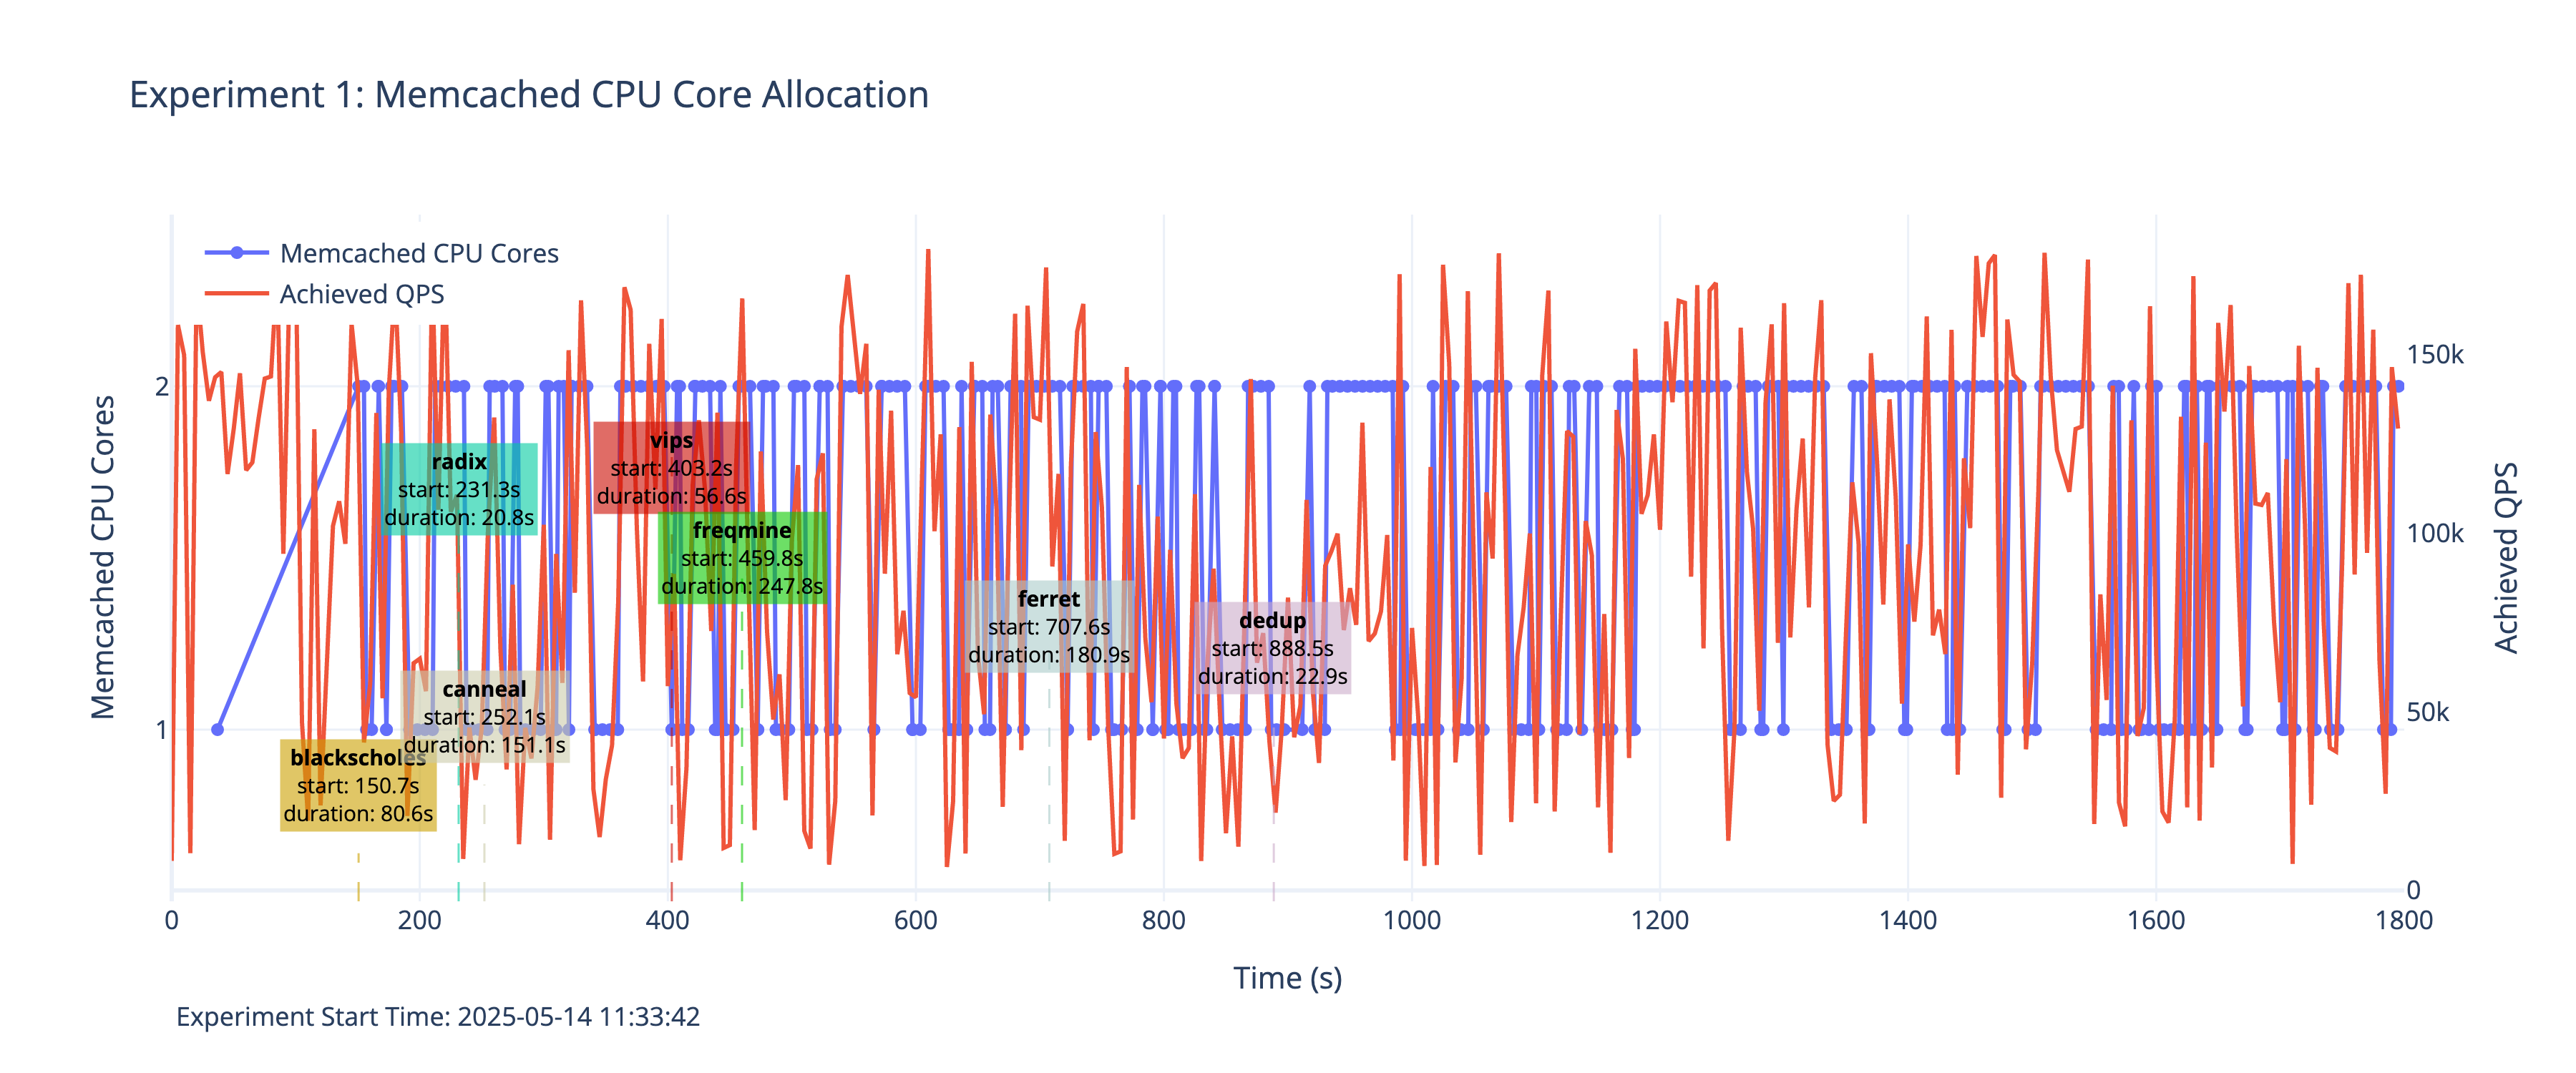 Experiment 1: Memcached CPU Core Allocation
Memcached CPU Cores
Achieved QPS
Memcached CPU Cores
2
1
Achieved QPS
150k
100k
50k
0
vips
start: 403.2s
duration: 56.6s
radix
start: 231.3s
duration: 20.8s
freqmine
start: 459.8s
duration: 247.8s
ferret
start: 707.6s
duration: 180.9s
dedup
start: 888.5s
duration: 22.9s
canneal
start: 252.1s
duration: 151.1s
blackscholes
start: 150.7s
duration: 80.6s
0 200 400 600 800 1000 1200 1400 1600 1800
Time (s)
Experiment Start Time: 2025-05-14 11:33:42